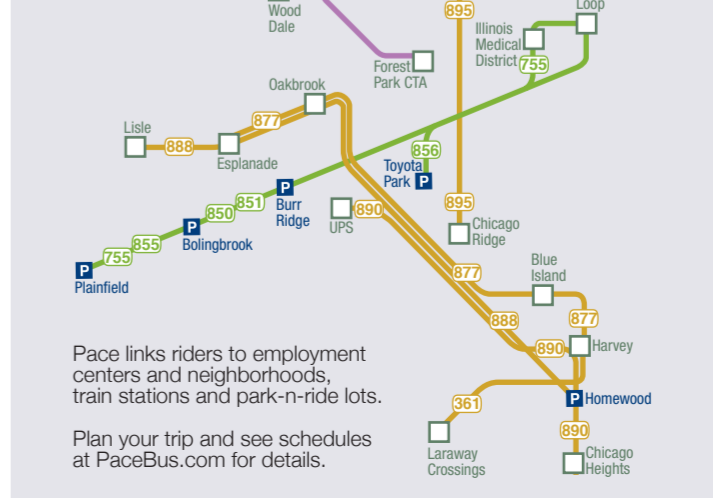 895
Loop
Wood
Dale
Illinois
Medical
District
755
Forest
Park CTA
Oakbrook
877
Lisle
888
Esplanade
856
Toyota
Park
P
P
Burr
Ridge
851
850
P
Bolingbrook
855
755
P
Plainfield
UPS
890
895
Chicago
Ridge
Blue
Island
877
877
888
890
Harvey
361
P
Homewood
890
Laraway
Crossings
Chicago
Heights
Pace links riders to employment
centers and neighborhoods,
train stations and park-n-ride lots.
Plan your trip and see schedules
at PaceBus.com for details.